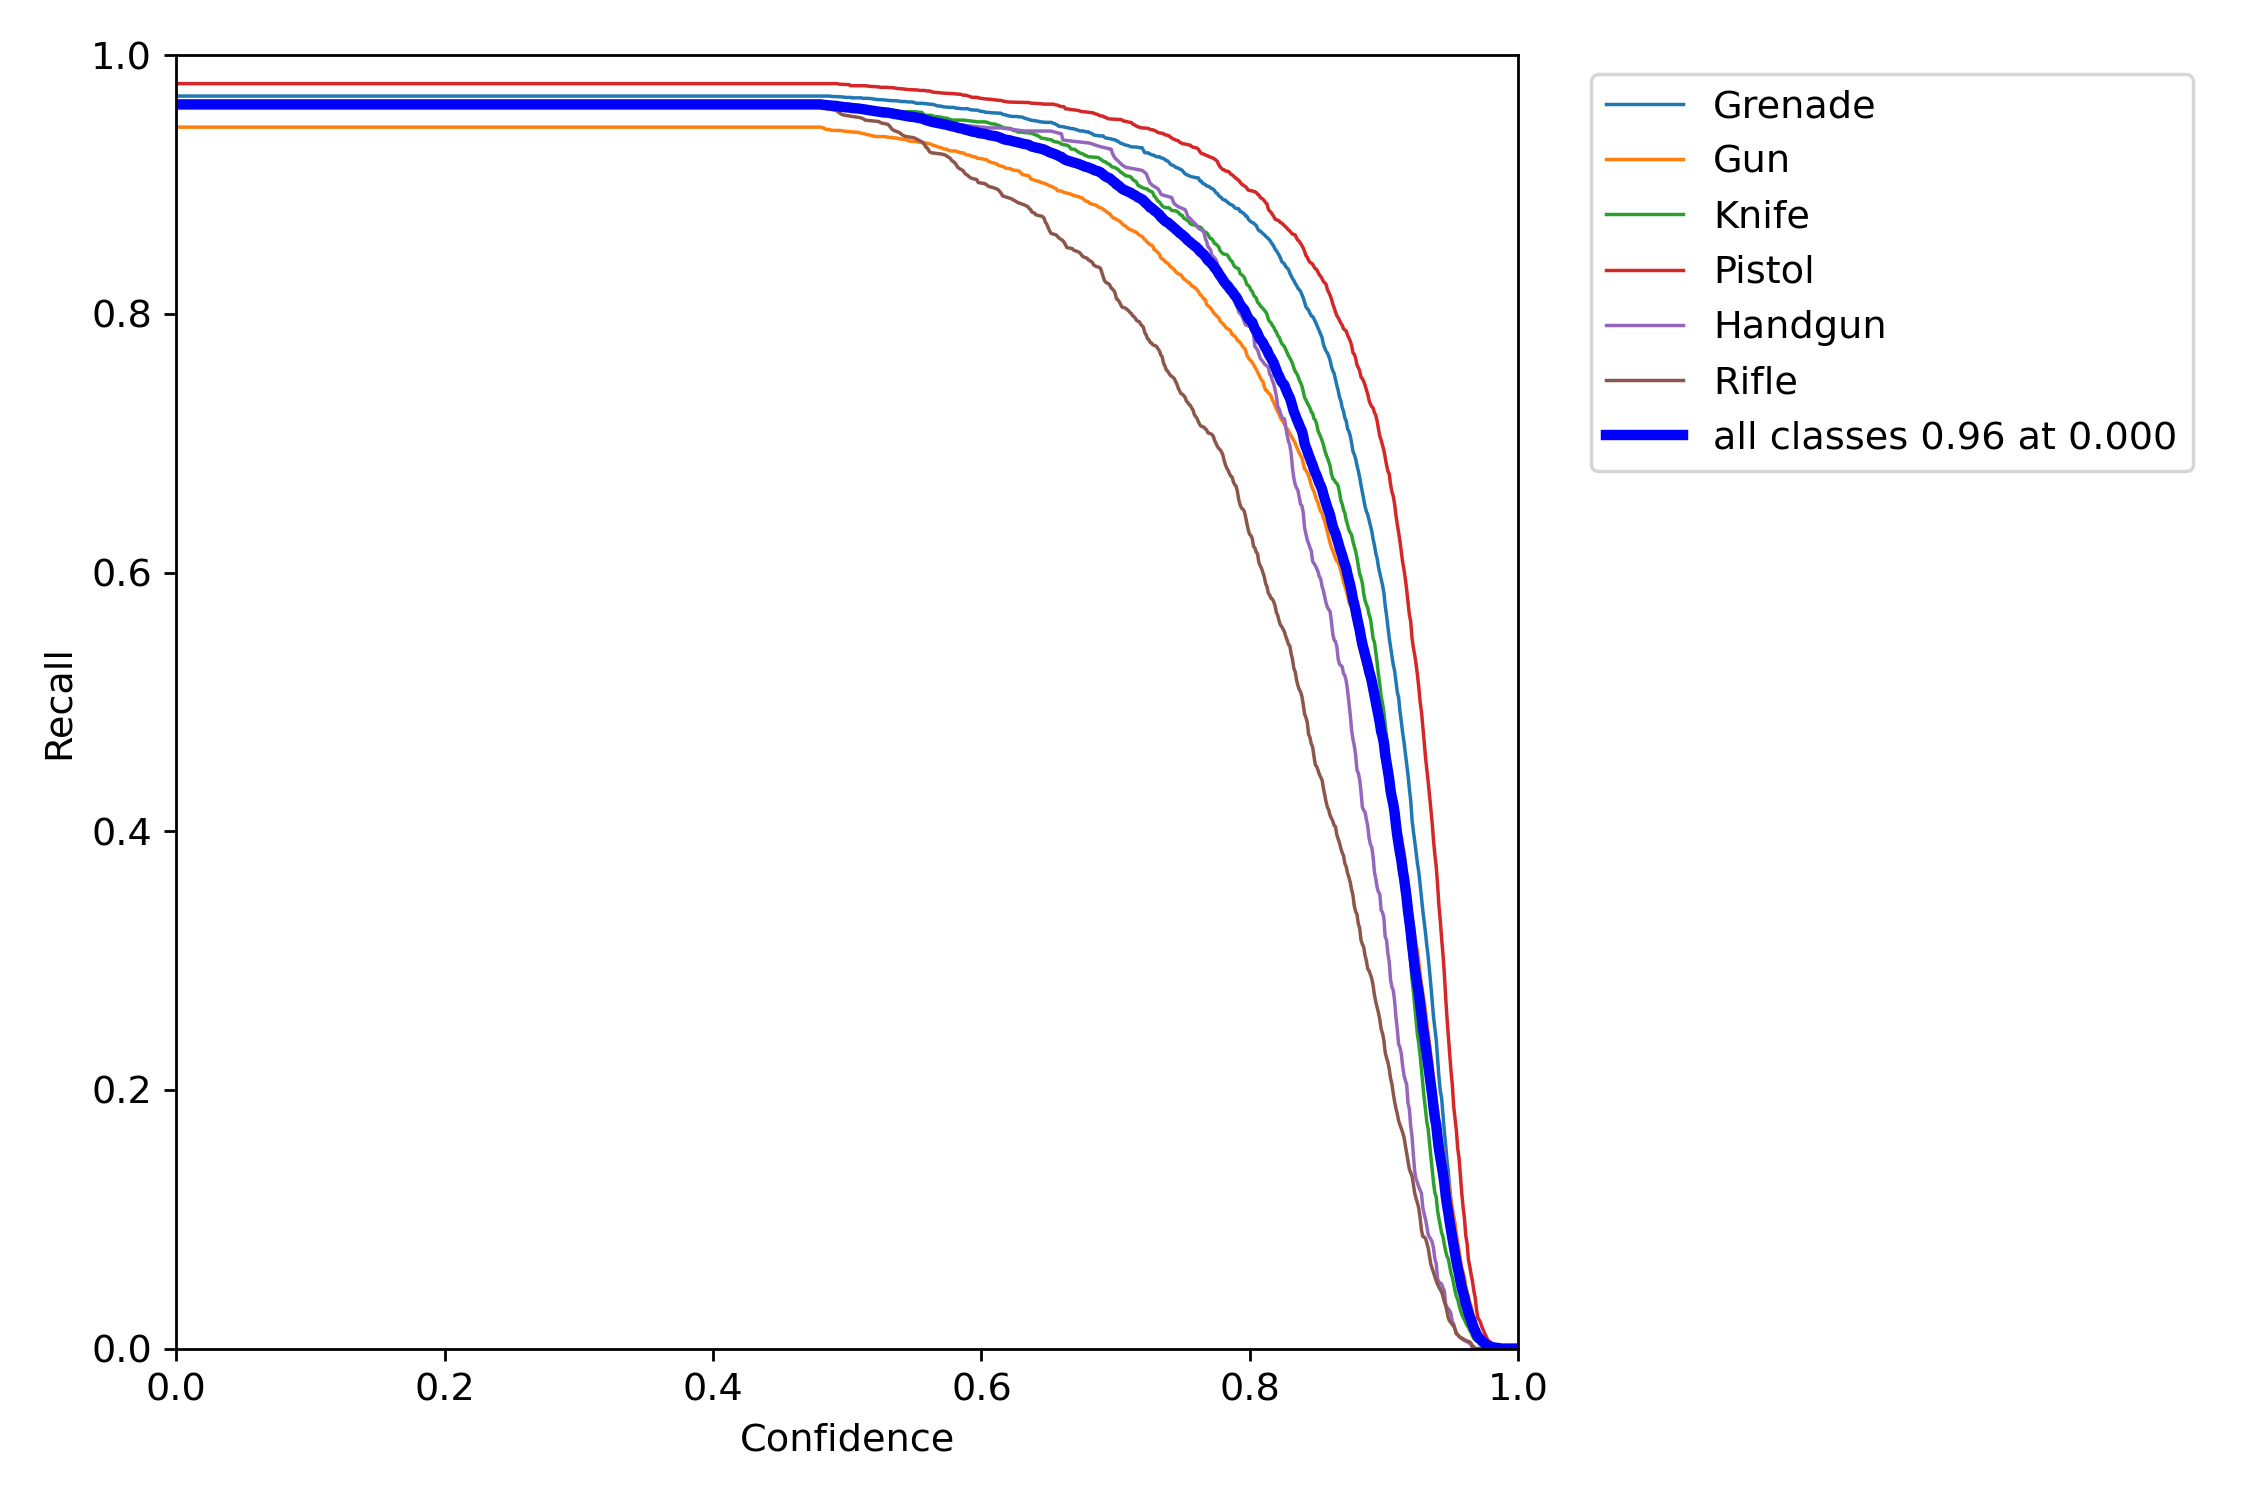 1.0
0.8
0.6
0.4
0.2
0.0
Recall
0.0 0.2 0.4 0.6 0.8 1.0
Confidence
Grenade
Gun
Knife
Pistol
Handgun
Rifle
all classes 0.96 at 0.000